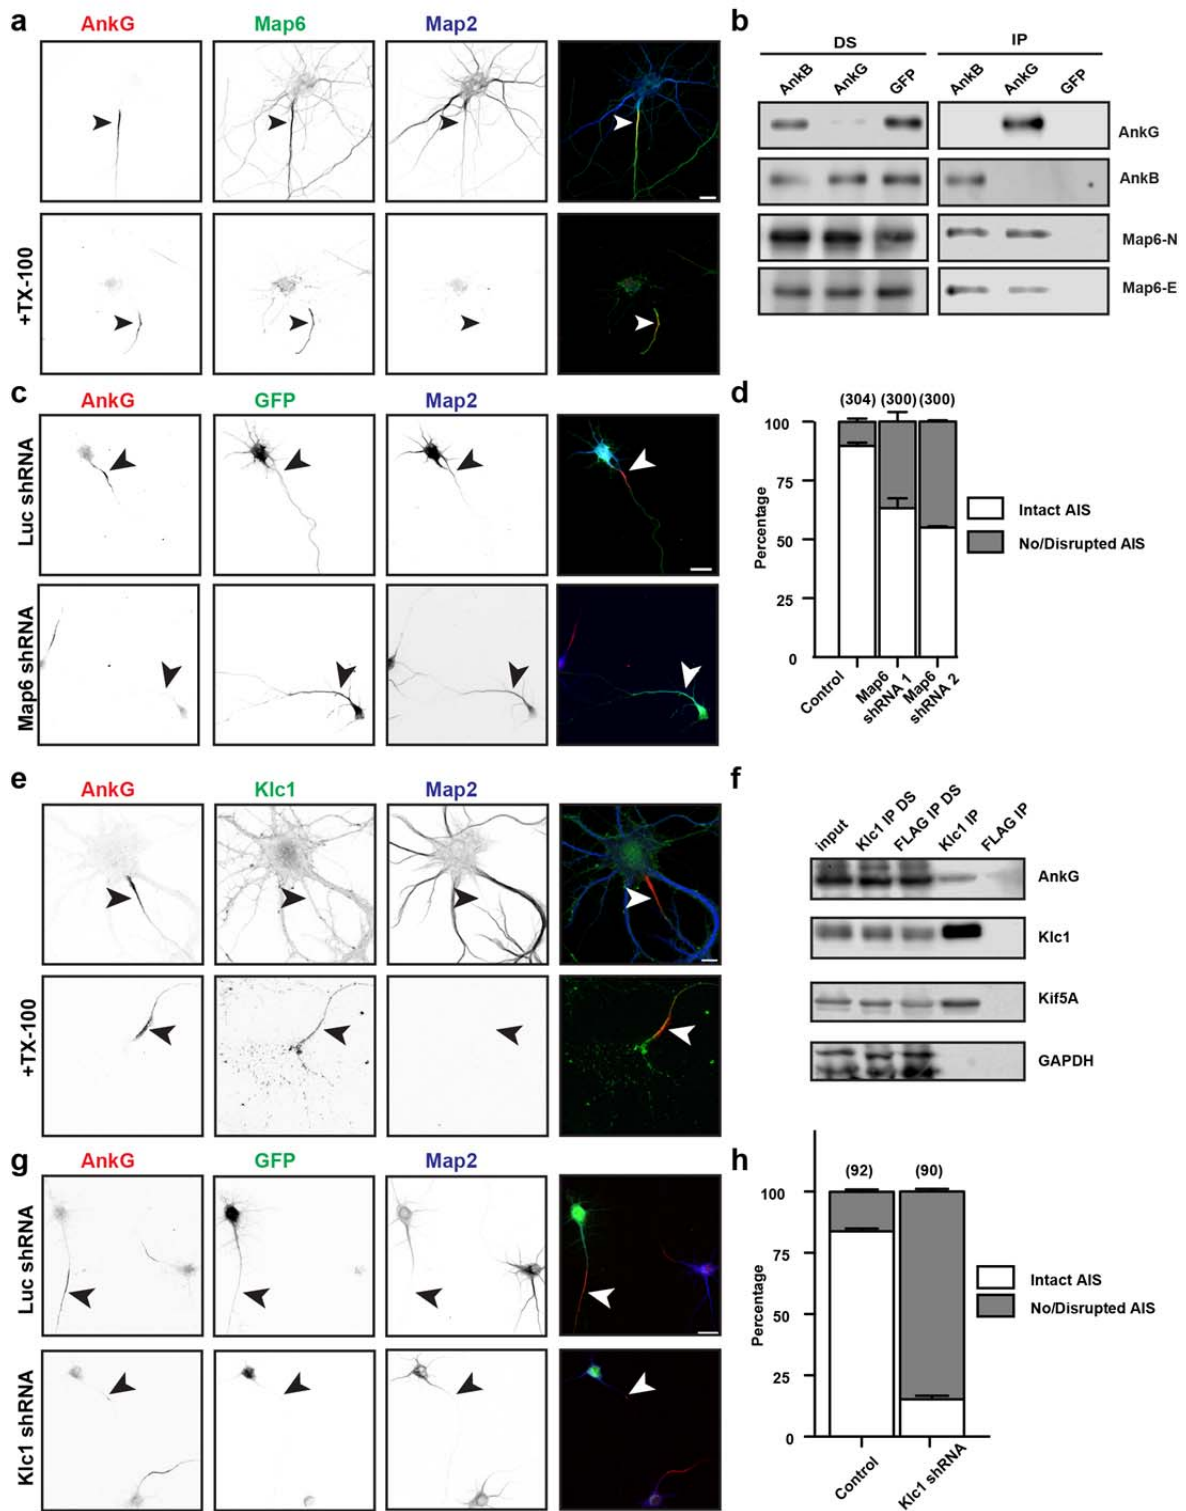 a
AnkG Map6 Map2
+TX-100
b
DS IP
AnkB AnkG GFP AnkB AnkG GFP
AnkG
AnkB
Map6-N
Map6-E
c
AnkG GFP Map2
Luc shRNA
Map6 shRNA
d
(304) (300) (300)
100
75
50
25
0
Percentage
Control
Map6 shRNA 1
Map6 shRNA 2
Intact AIS
No/Disrupted AIS
e
AnkG Klc1 Map2
+TX-100
f
input Klc1 IP DS FLAG IP DS Klc1 IP FLAG IP
AnkG
Klc1
Kif5A
GAPDH
g
AnkG GFP Map2
Luc shRNA
Klc1 shRNA
h
(92) (90)
100
75
50
25
0
Percentage
Control
Klc1 shRNA
Intact AIS
No/Disrupted AIS